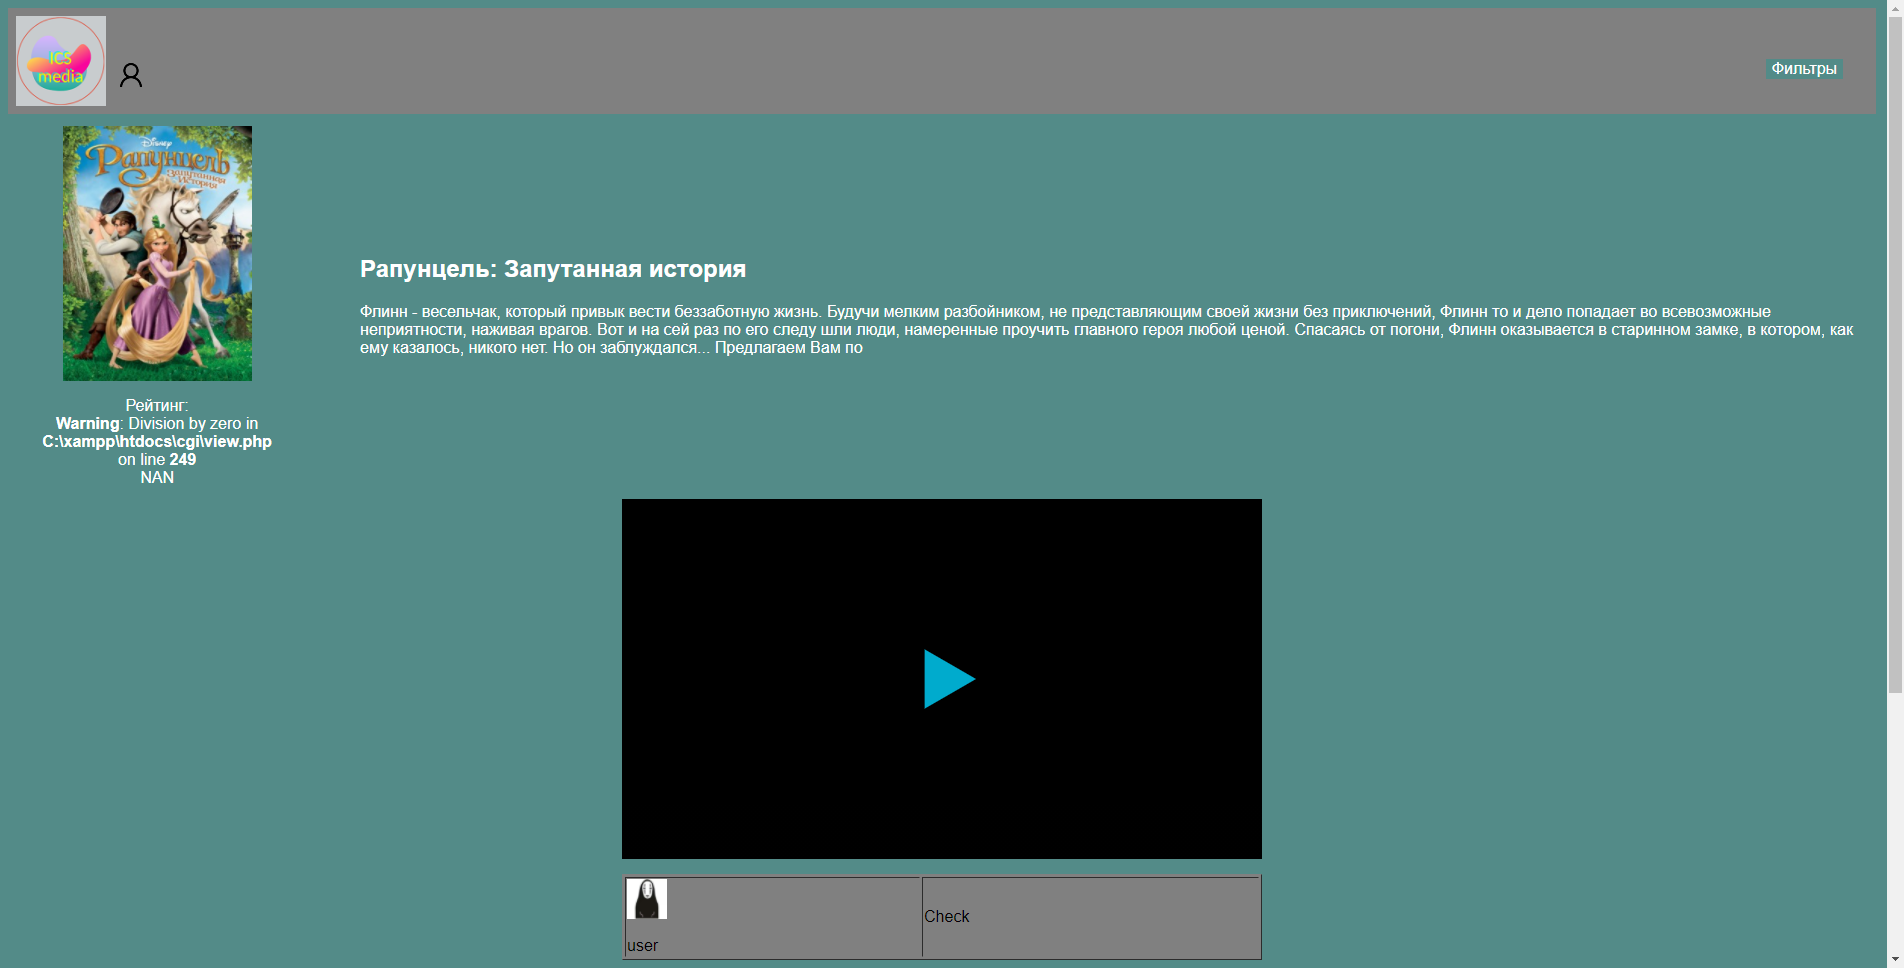 ICS
media
Фильтры
Disney
Рапунцель
Запутанная
История
Рапунцель: Запутанная история
Флинн - весельчак, который привык вести беззаботную жизнь. Будучи мелким разбойником, не представляющим своей жизни без приключений, Флинн то и дело попадает во всевозможные
неприятности, наживая врагов. Вот и на сей раз по его следу шли люди, намеренные проучить главного героя любой ценой. Спасаясь от погони, Флинн оказывается в старинном замке, в котором, как
ему казалось, никого нет. Но он заблуждался... Предлагаем Вам по
Рейтинг:
Warning: Division by zero in
C:\xampp\htdocs\cgi\view.php
on line 249
NAN
Check
user